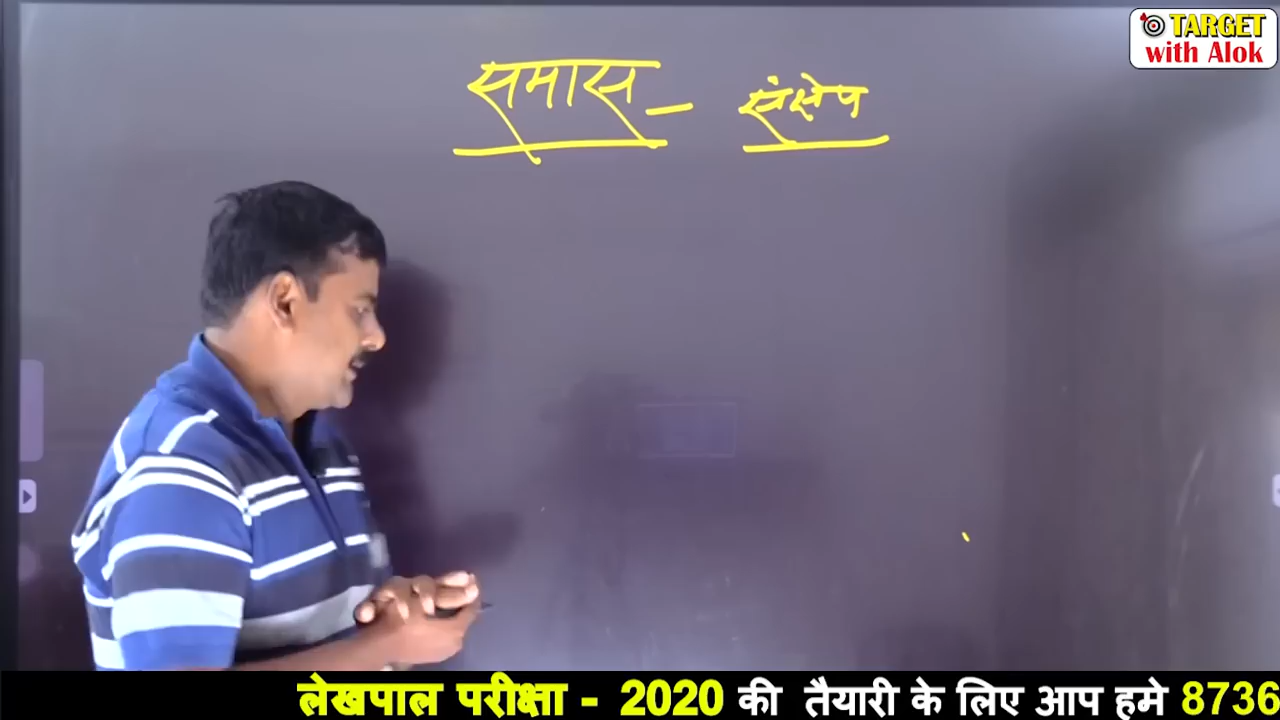 TARGET
with Alok
समास - संक्षेप
लेखपाल परीक्षा - 2020 की तैयारी के लिए आप हमे 8736